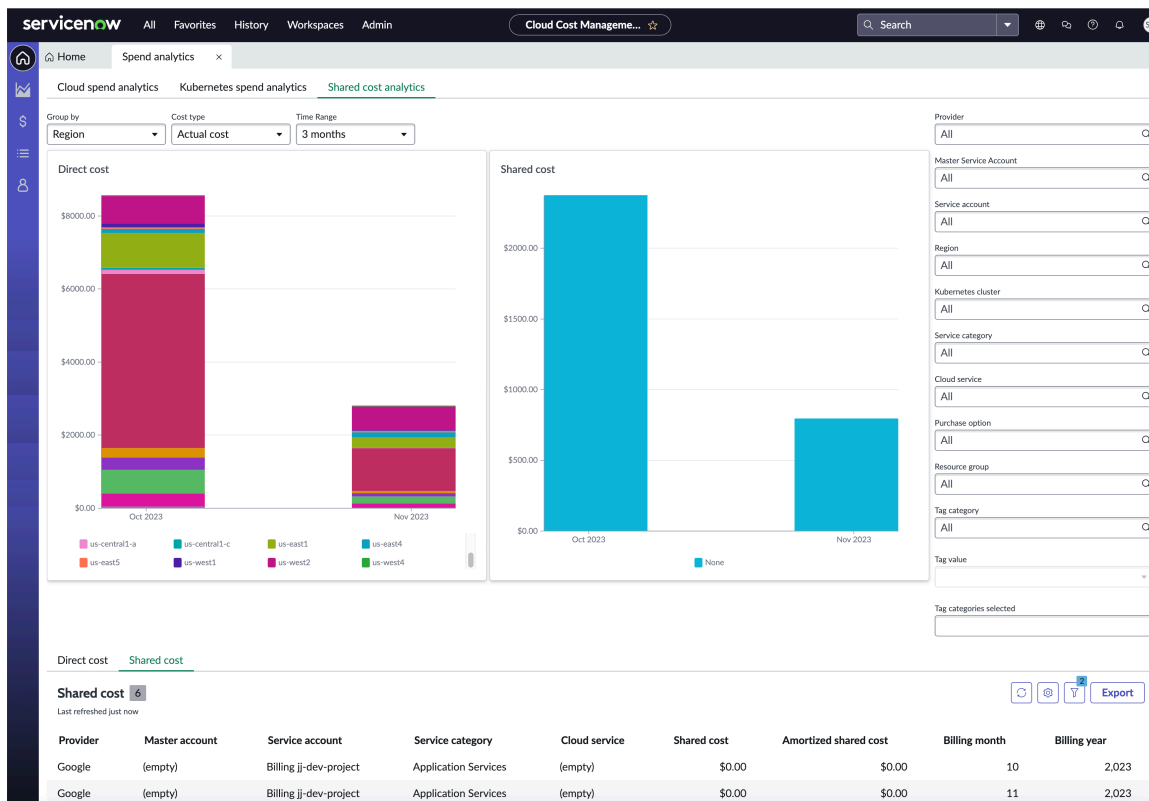 servicenow All Favorites History Workspaces Admin Cloud Cost Manageme... Search
Home Spend analytics ×
Cloud spend analytics Kubernetes spend analytics Shared cost analytics
Group by Cost type Time Range
Region Actual cost 3 months
Direct cost
$8000.00
$6000.00
$4000.00
$2000.00
$0.00
Oct 2023 Nov 2023
us-central1-a us-central1-c us-east1 us-east4
us-east5 us-west1 us-west2 us-west4
Shared cost
$2000.00
$1500.00
$1000.00
$500.00
$0.00
Oct 2023 Nov 2023
None
Provider
All
Master Service Account
All
Service account
All
Region
All
Kubernetes cluster
All
Service category
All
Cloud service
All
Purchase option
All
Resource group
All
Tag category
All
Tag value
Tag categories selected
Direct cost Shared cost
Shared cost 6
2
Export
Last refreshed just now
Provider Master account Service account Service category Cloud service Shared cost Amortized shared cost Billing month Billing year
Google (empty) Billing jj-dev-project Application Services (empty) $0.00 $0.00 10 2,023
Google (empty) Billing jj-dev-project Application Services (empty) $0.00 $0.00 11 2,023